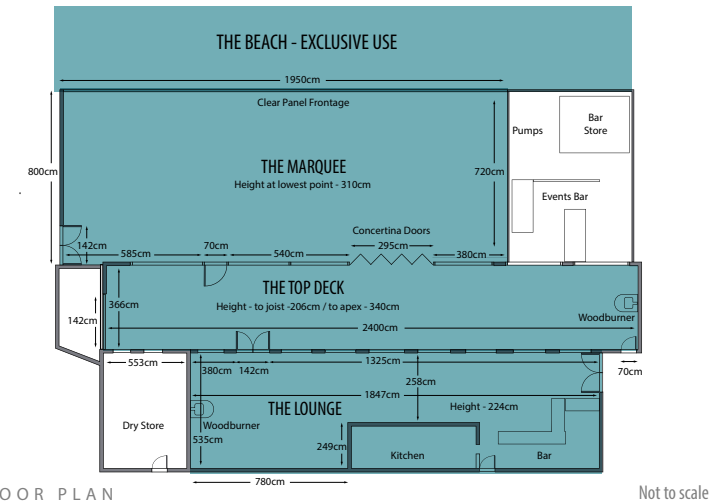 THE BEACH - EXCLUSIVE USE
1950cm
Clear Panel Frontage
Bar
Store
Pumps
THE MARQUEE
Height at lowest point - 310cm
800cm
720cm
Events Bar
Concertina Doors
142cm
585cm
70cm
540cm
295cm
380cm
THE TOP DECK
Height - to joist -206cm / to apex - 340cm
366cm
142cm
2400cm
Woodburner
553cm
380cm
142cm
1325cm
258cm
70cm
1847cm
THE LOUNGE
Height - 224cm
Dry Store
Woodburner
535cm
249cm
Kitchen
Bar
780cm
OOR PLAN
Not to scale